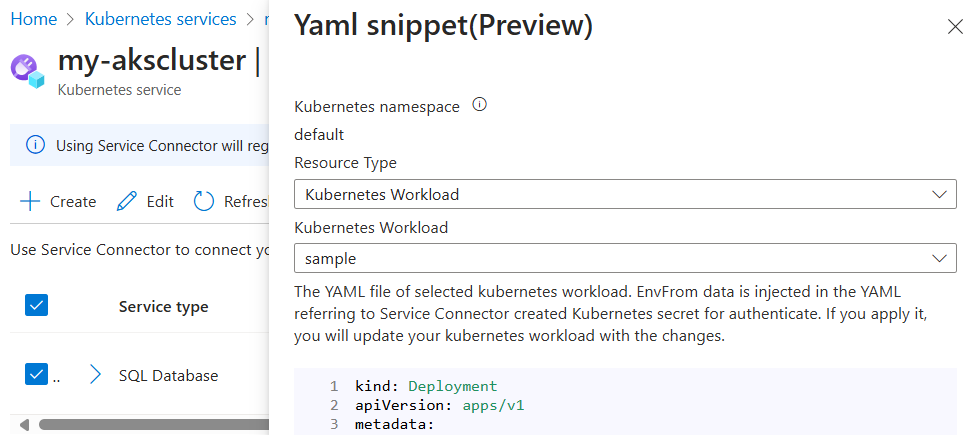 Home > Kubernetes services >
my-akscluster |
Kubernetes service
Using Service Connector will reg
Create Edit Refresh
Use Service Connector to connect yo
Service type
.. > SQL Database
Yaml snippet(Preview)
Kubernetes namespace
default
Resource Type
Kubernetes Workload
Kubernetes Workload
sample
The YAML file of selected kubernetes workload. EnvFrom data is injected in the YAML
referring to Service Connector created Kubernetes secret for authenticate. If you apply it,
you will update your kubernetes workload with the changes.
1 kind: Deployment
2 apiVersion: apps/v1
3 metadata: